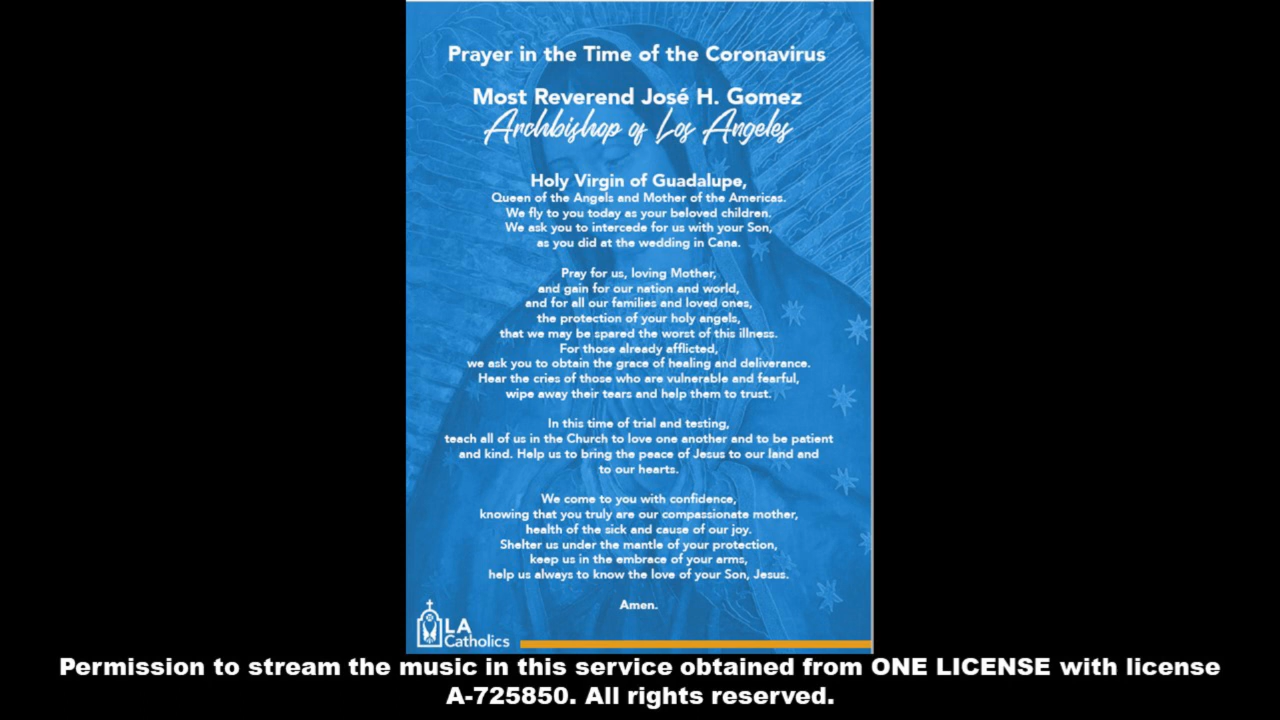 Prayer in the Time of the Coronavirus
Most Reverend José H. Gomez
Archbishop of Los Angeles
Holy Virgin of Guadalupe,
Queen of the Angels and Mother of the Americas.
We fly to you today as your beloved children.
We ask you to intercede for us with your Son,
as you did at the wedding in Cana.
Pray for us, loving Mother,
and gain for our nation and world,
and for all our families and loved ones,
the protection of your holy angels,
that we may be spared the worst of this illness.
For those already afflicted,
we ask you to obtain the grace of healing and deliverance.
Hear the cries of those who are vulnerable and fearful,
wipe away their tears and help them to trust.
In this time of trial and testing,
teach all of us in the Church to love one another and to be patient
and kind. Help us to bring the peace of Jesus to our land and
to our hearts.
We come to you with confidence,
knowing that you truly are our compassionate mother,
health of the sick and cause of our joy.
Shelter us under the mantle of your protection,
keep us in the embrace of your arms,
help us always to know the love of your Son, Jesus.
Amen.
LA
Catholics
Permission to stream the music in this service obtained from ONE LICENSE with license
A-725850. All rights reserved.